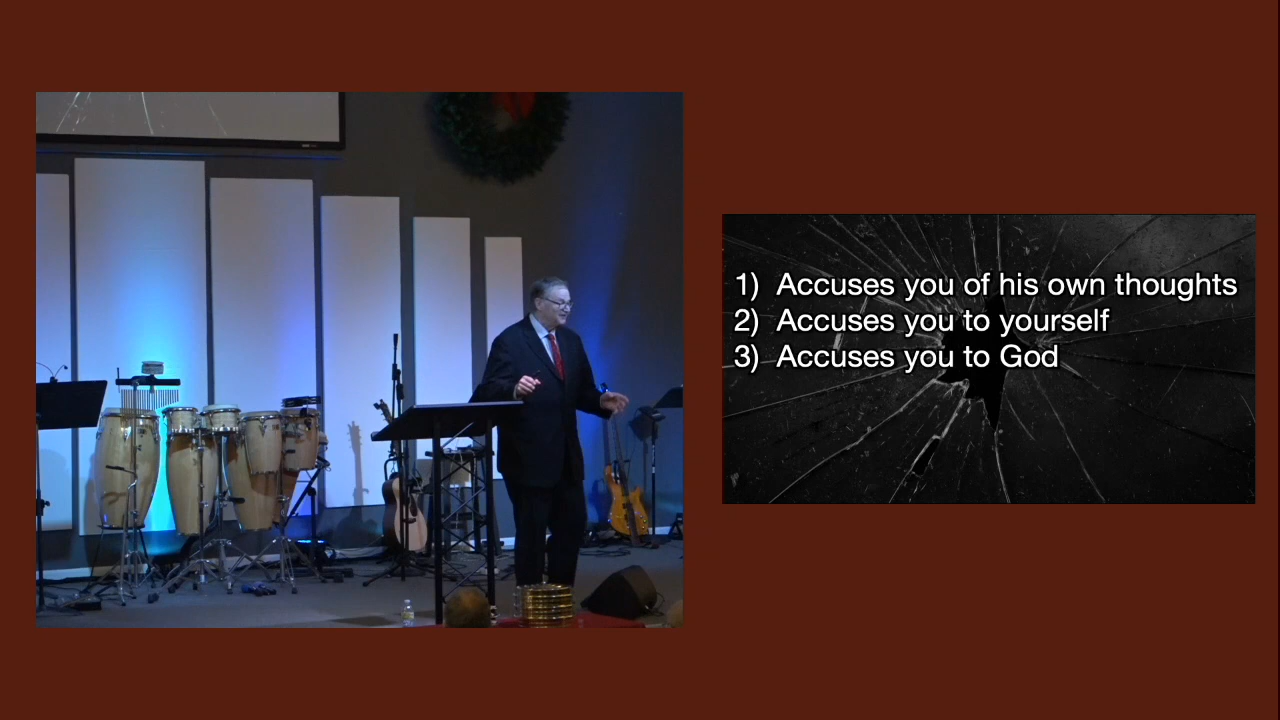 1) Accuses you of his own thoughts
2) Accuses you to yourself
3) Accuses you to God